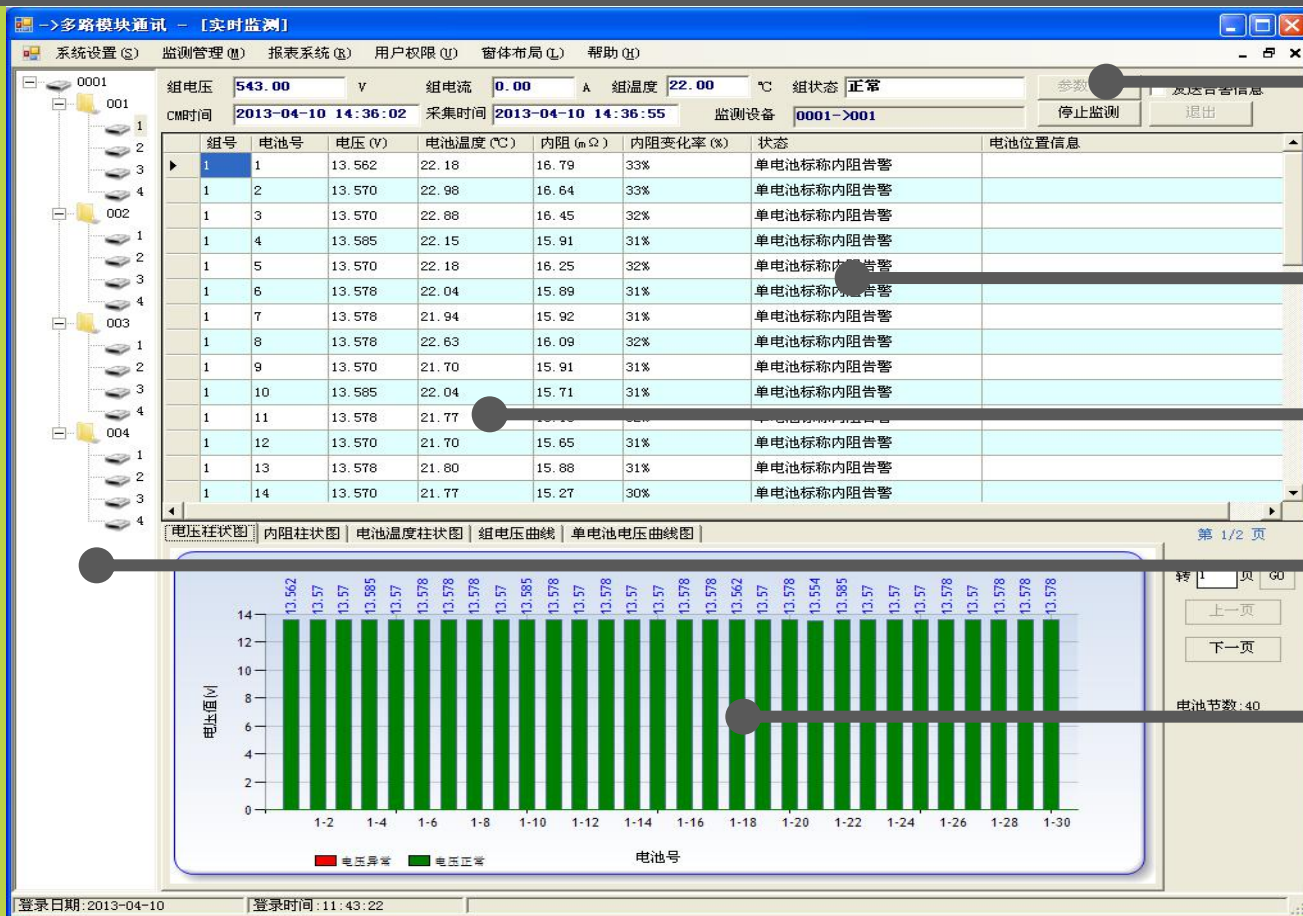 ->多路模块通讯 - [实时监测]
系统设置(S) 监测管理(M) 报表系统(R) 用户权限(U) 窗体布局(L) 帮助(H)
组电压 543.00 V 组电流 0.00 A 组温度 22.00 ℃ 组状态 正常 参数 发送告警信息
CM时间 2013-04-10 14:36:02 采集时间 2013-04-10 14:36:55 监测设备 0001->001 停止监测 退出
0001
001
1
2
3
4
002
1
2
3
4
003
1
2
3
4
004
1
2
3
4
组号 电池号 电压(V) 电池温度(℃) 内阻(mΩ) 内阻变化率(%) 状态 电池位置信息
1 1 13.562 22.18 16.79 33% 单电池标称内阻告警
1 2 13.570 22.98 16.64 33% 单电池标称内阻告警
1 3 13.570 22.88 16.45 32% 单电池标称内阻告警
1 4 13.585 22.15 15.91 31% 单电池标称内阻告警
1 5 13.570 22.18 16.25 32% 单电池标称内阻告警
1 6 13.578 22.04 15.89 31% 单电池标称内阻告警
1 7 13.578 21.94 15.92 31% 单电池标称内阻告警
1 8 13.578 22.63 16.09 32% 单电池标称内阻告警
1 9 13.570 21.70 15.91 31% 单电池标称内阻告警
1 10 13.585 22.04 15.71 31% 单电池标称内阻告警
1 11 13.578 21.77
1 12 13.570 21.70 15.65 31% 单电池标称内阻告警
1 13 13.578 21.80 15.88 31% 单电池标称内阻告警
1 14 13.570 21.77 15.27 30% 单电池标称内阻告警
电压柱状图 内阻柱状图 电池温度柱状图 组电压曲线 单电池电压曲线图
第 1/2 页
转 1 页 GO
上一页
下一页
电池节数:40
13.562 13.57 13.57 13.585 13.57 13.578 13.578 13.578 13.57 13.585 13.578 13.57 13.578 13.57 13.57 13.578 13.578 13.562 13.57 13.578 13.554 13.585 13.57 13.57 13.57 13.578 13.57 13.578 13.578 13.578
14
12
10
8
6
4
2
0
电压值[v]
1-2 1-4 1-6 1-8 1-10 1-12 1-14 1-16 1-18 1-20 1-22 1-24 1-26 1-28 1-30
电压异常 电压正常 电池号
登录日期:2013-04-10 登录时间:11:43:22